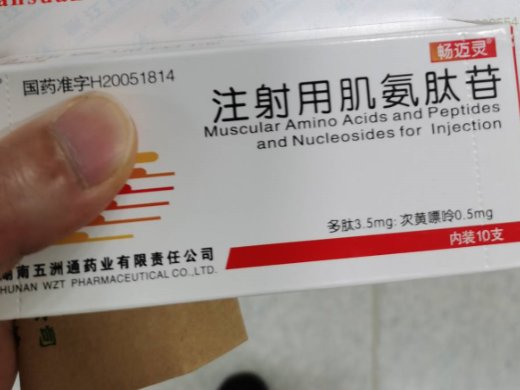 畅迈灵®
国药准字H20051814
注射用肌氨肽苷
Muscular Amino Acids and Peptides
and Nucleosides for Injection
多肽3.5mg: 次黄嘌呤0.5mg
内装10支
湖南五洲通药业有限责任公司
HUNAN WZT PHARMACEUTICAL CO.,LTD.